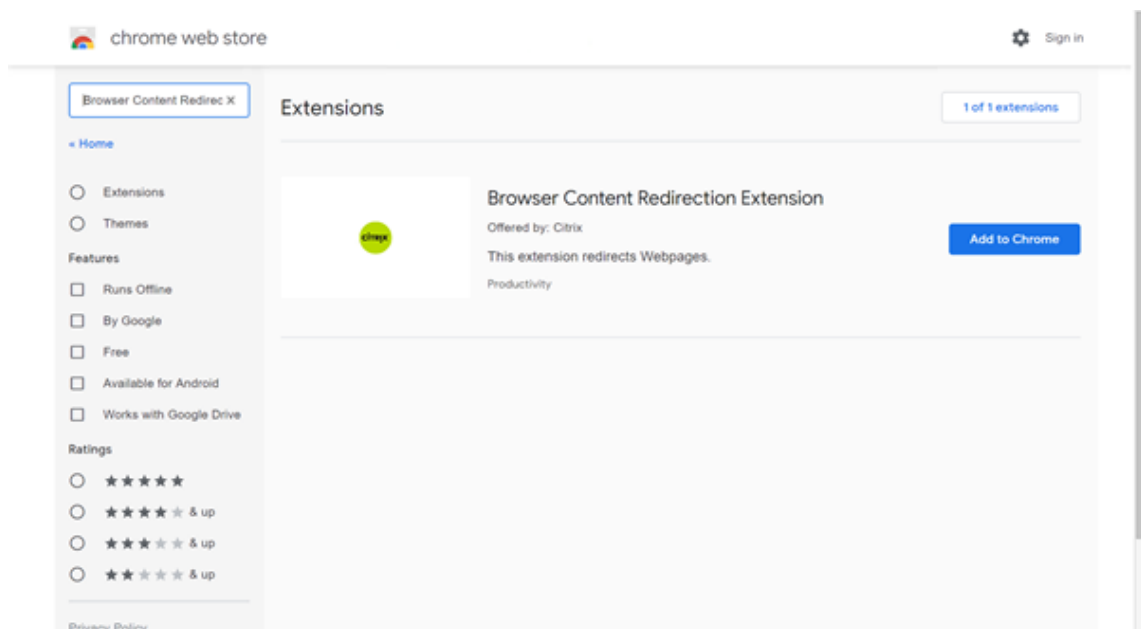 chrome web store
Sign in
Browser Content Redirec
« Home
Extensions
Themes
Features
Runs Offline
By Google
Free
Available for Android
Works with Google Drive
Ratings
& up
& up
& up
Privacy Policy
Extensions
1 of 1 extensions
citrix
Browser Content Redirection Extension
Offered by: Citrix
This extension redirects Webpages.
Productivity
Add to Chrome